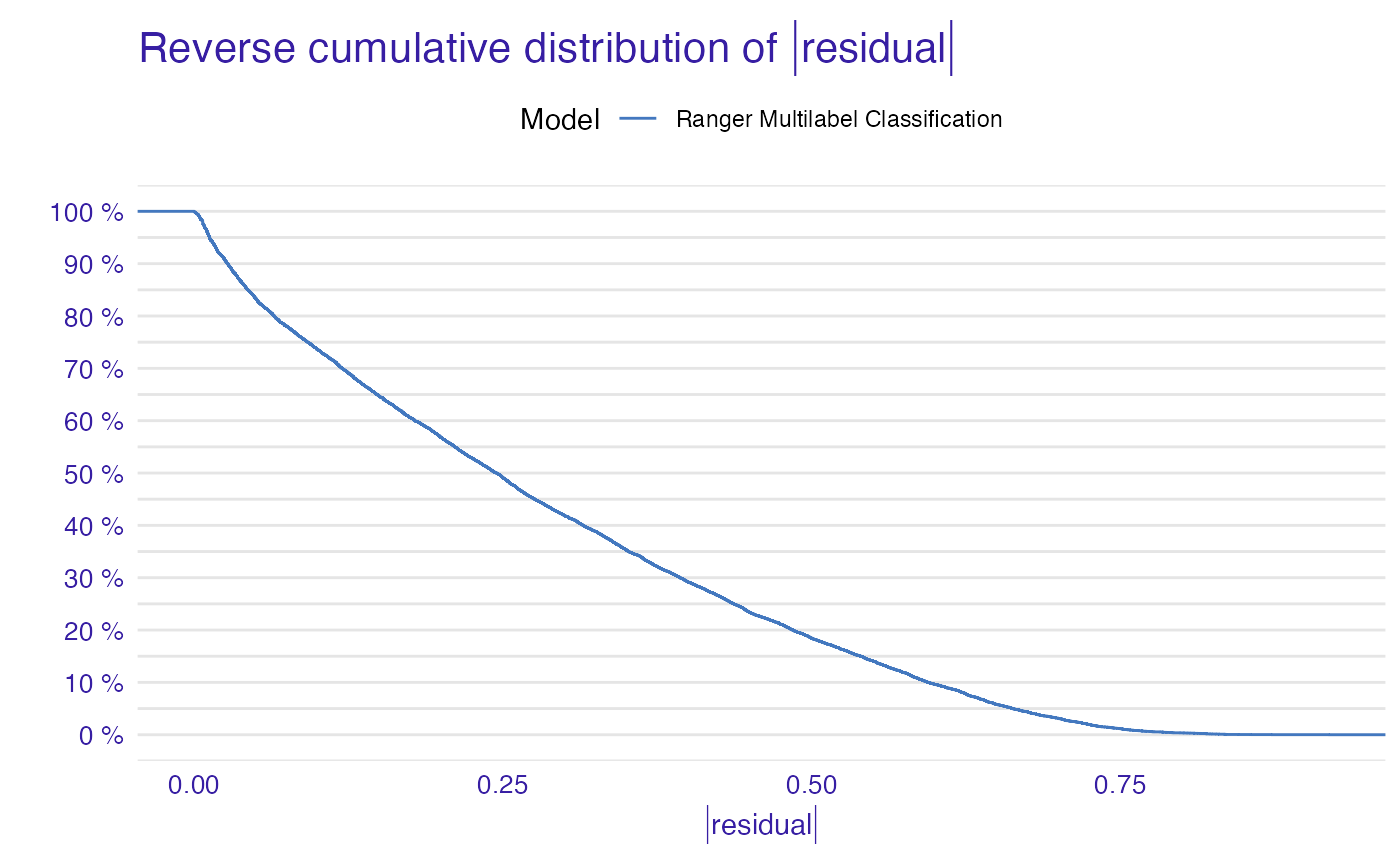 Reverse cumulative distribution of |residual|
Model Ranger Multilabel Classification
100 %
90 %
80 %
70 %
60 %
50 %
40 %
30 %
20 %
10 %
0 %
0.00 0.25 0.50 0.75
|residual|